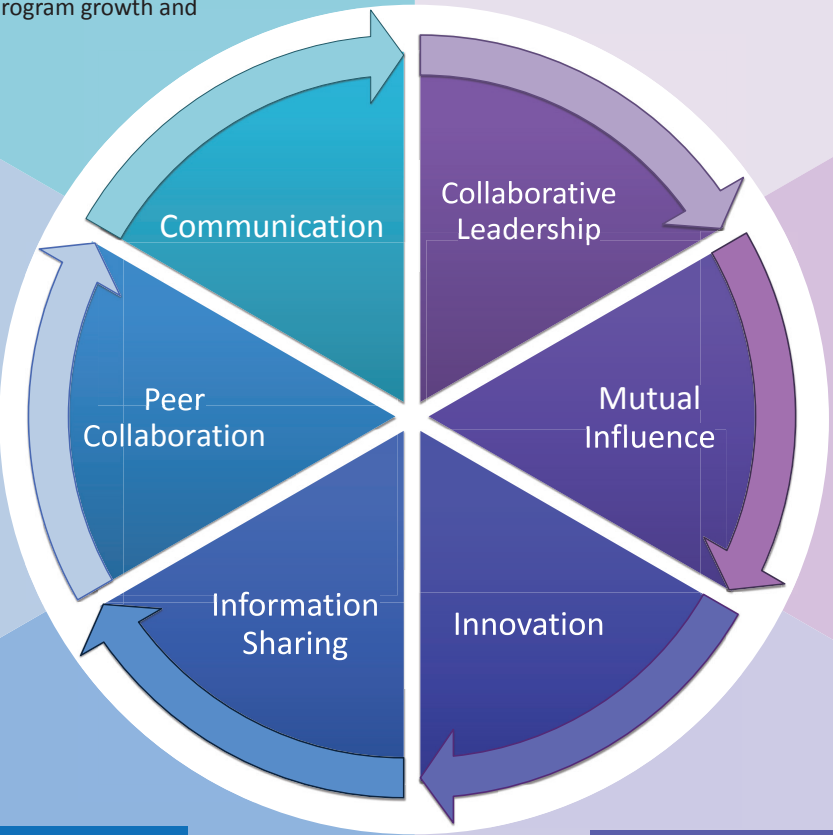 rogram growth and
Communication
Collaborative
Leadership
Peer
Collaboration
Mutual
Influence
Information
Sharing
Innovation